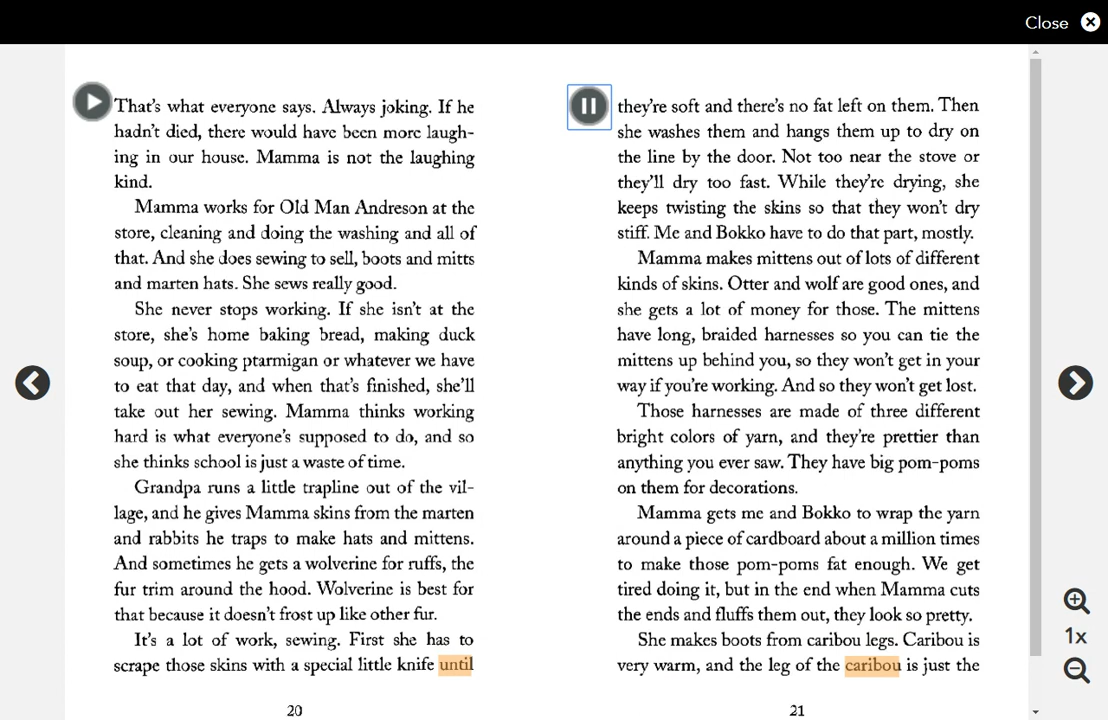 Close
That's what everyone says. Always joking. If he
hadn't died, there would have been more laugh-
ing in our house. Mamma is not the laughing
kind.
Mamma works for Old Man Andreson at the
store, cleaning and doing the washing and all of
that. And she does sewing to sell, boots and mitts
and marten hats. She sews really good.
She never stops working. If she isn't at the
store, she's home baking bread, making duck
soup, or cooking ptarmigan or whatever we have
to eat that day, and when that's finished, she'll
take out her sewing. Mamma thinks working
hard is what everyone's supposed to do, and so
she thinks school is just a waste of time.
Grandpa runs a little trapline out of the vil-
lage, and he gives Mamma skins from the marten
and rabbits he traps to make hats and mittens.
And sometimes he gets a wolverine for ruffs, the
fur trim around the hood. Wolverine is best for
that because it doesn't frost up like other fur.
It's a lot of work, sewing. First she has to
scrape those skins with a special little knife until
20
they're soft and there's no fat left on them. Then
she washes them and hangs them up to dry on
the line by the door. Not too near the stove or
they'll dry too fast. While they're drying, she
keeps twisting the skins so that they won't dry
stiff. Me and Bokko have to do that part, mostly.
Mamma makes mittens out of lots of different
kinds of skins. Otter and wolf are good ones, and
she gets a lot of money for those. The mittens
have long, braided harnesses so you can tie the
mittens up behind you, so they won't get in your
way if you're working. And so they won't get lost.
Those harnesses are made of three different
bright colors of yarn, and they're prettier than
anything you ever saw. They have big pom-poms
on them for decorations.
Mamma gets me and Bokko to wrap the yarn
around a piece of cardboard about a million times
to make those pom-poms fat enough. We get
tired doing it, but in the end when Mamma cuts
the ends and fluffs them out, they look so pretty.
She makes boots from caribou legs. Caribou is
very warm, and the leg of the caribou is just the
21
1x